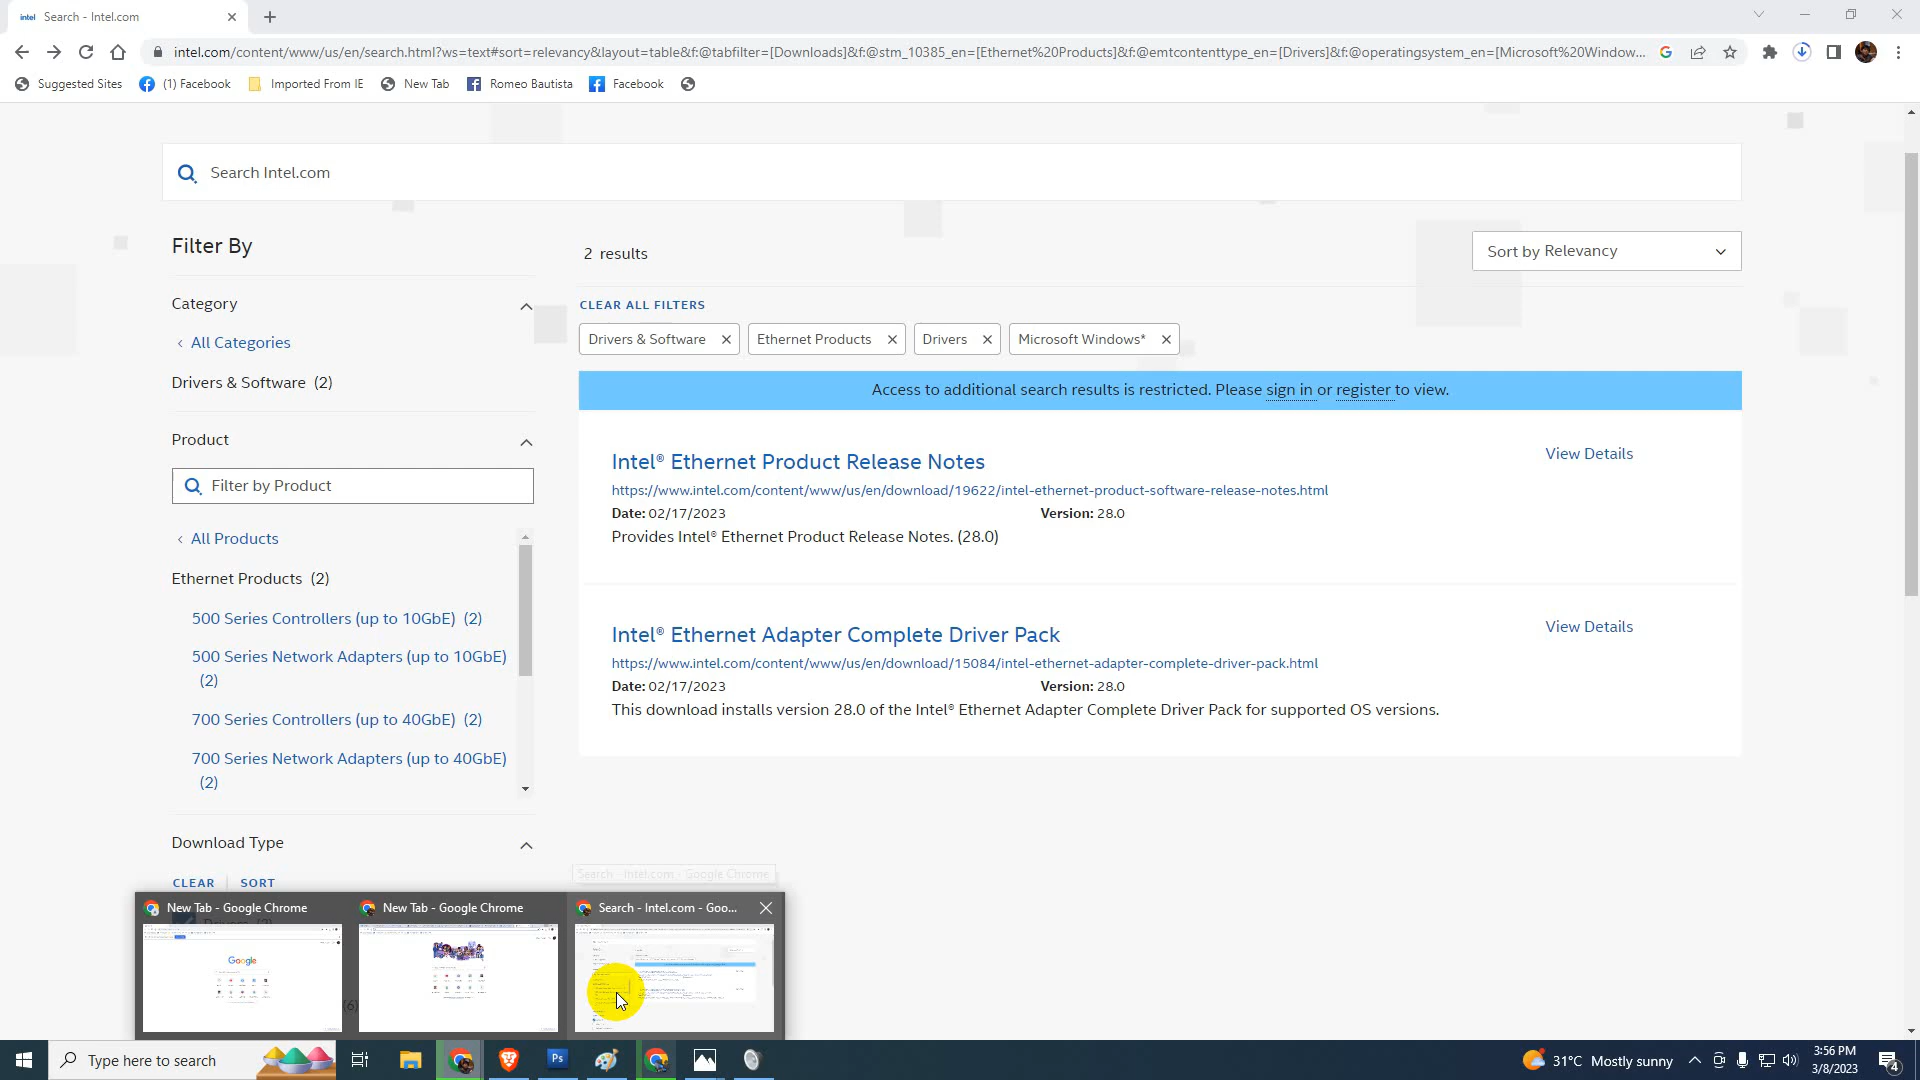 intel Search - Intel.com
intel.com/content/www/us/en/search.html?ws=text#sort=relevancy&layout=table&f:@tabfilter=[Downloads]&f:@stm_10385_en=[Ethernet%20Products]&f:@emtcontenttype_en=[Drivers]&f:@operatingsystem_en=[Microsoft%20Window...
Suggested Sites (1) Facebook Imported From IE New Tab Romeo Bautista Facebook
Search Intel.com
Filter By
2 results
Sort by Relevancy
Category
CLEAR ALL FILTERS
All Categories
Drivers & Software Ethernet Products Drivers Microsoft Windows*
Drivers & Software (2)
Access to additional search results is restricted. Please sign in or register to view.
Product
Filter by Product
Intel® Ethernet Product Release Notes
View Details
https://www.intel.com/content/www/us/en/download/19622/intel-ethernet-product-software-release-notes.html
Date: 02/17/2023 Version: 28.0
Provides Intel® Ethernet Product Release Notes. (28.0)
All Products
Ethernet Products (2)
500 Series Controllers (up to 10GbE) (2)
500 Series Network Adapters (up to 10GbE)
(2)
700 Series Controllers (up to 40GbE) (2)
700 Series Network Adapters (up to 40GbE)
(2)
Intel® Ethernet Adapter Complete Driver Pack
View Details
https://www.intel.com/content/www/us/en/download/15084/intel-ethernet-adapter-complete-driver-pack.html
Date: 02/17/2023 Version: 28.0
This download installs version 28.0 of the Intel® Ethernet Adapter Complete Driver Pack for supported OS versions.
Download Type
CLEAR SORT
Search - Intel.com - Google Chrome
New Tab - Google Chrome
New Tab - Google Chrome
Search - Intel.com - Goo...
Google
(6)
Type here to search
Ps
31°C Mostly sunny
3:56 PM
3/8/2023
4